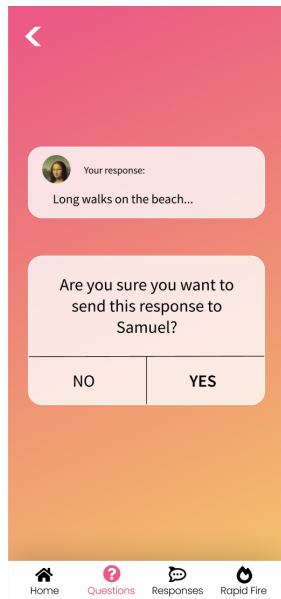 Your response:
Long walks on the beach...
Are you sure you want to
send this response to
Samuel?
NO
YES
Home
Questions
Responses
Rapid Fire